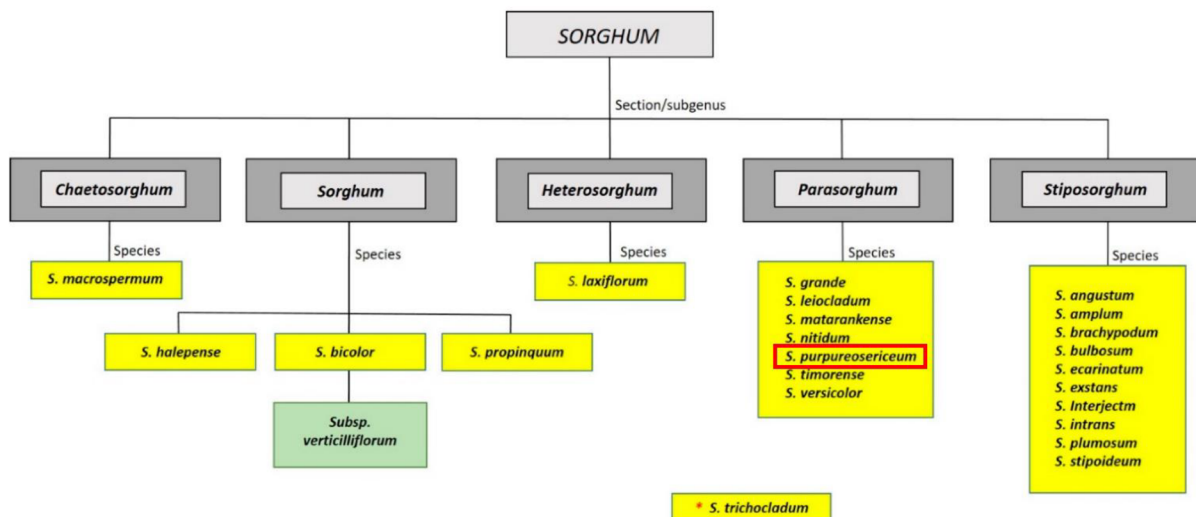 SORGHUM
Section/subgenus
Chaetosorghum
Sorghum
Heterosorghum
Parasorghum
Stiposorghum
Species
Species
Species
Species
Species
S. macrospermum
S. halepense
S. bicolor
S. propinquum
Subsp.
verticilliflorum
S. laxiflorum
S. grande
S. leiocladum
S. matarankense
S. nitidum
S. purpureosericeum
S. timorense
S. versicolor
S. angustum
S. amplum
S. brachypodum
S. bulbosum
S. ecarinatum
S. exstans
S. Interjectm
S. intrans
S. plumosum
S. stipoideum
* S. trichocladum